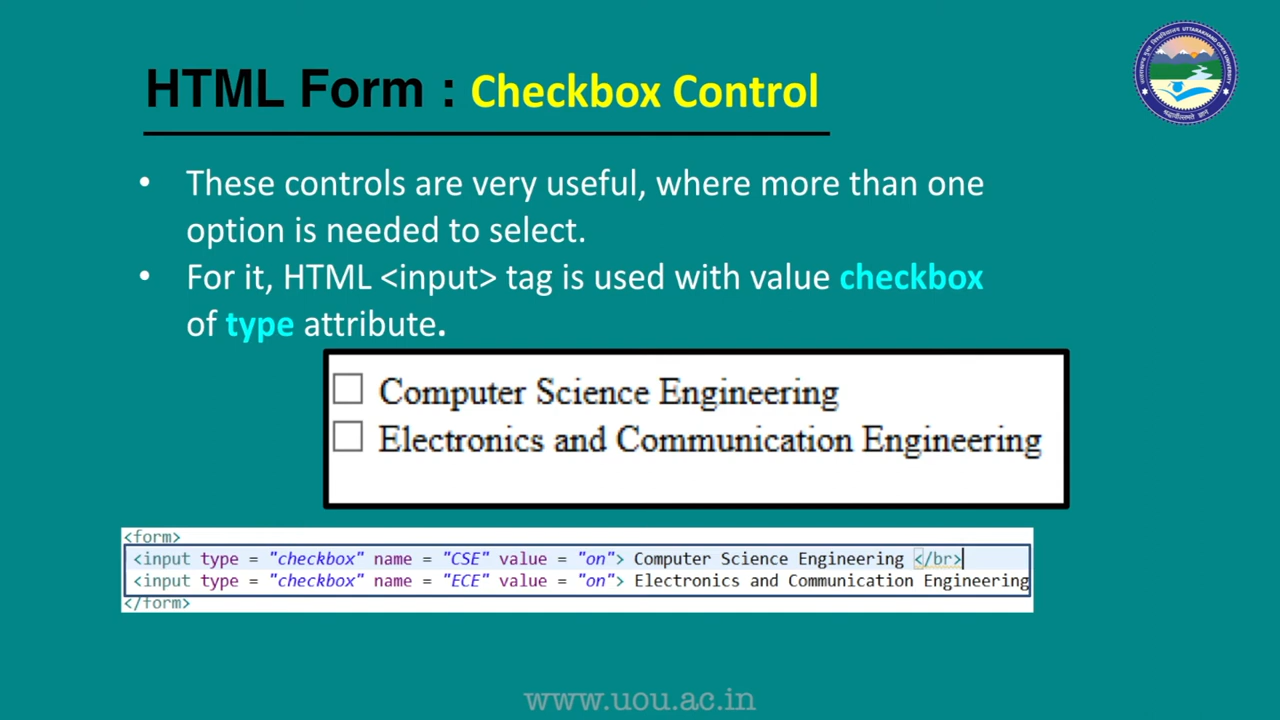 HTML Form : Checkbox Control
UTTARAKHAND OPEN UNIVERSITY
• These controls are very useful, where more than one
option is needed to select.
• For it, HTML <input> tag is used with value checkbox
of type attribute.
Computer Science Engineering
Electronics and Communication Engineering
<form>
<input type = "checkbox" name = "CSE" value = "on"> Computer Science Engineering </br>
<input type = "checkbox" name = "ECE" value = "on"> Electronics and Communication Engineering
</form>
www.uou.ac.in